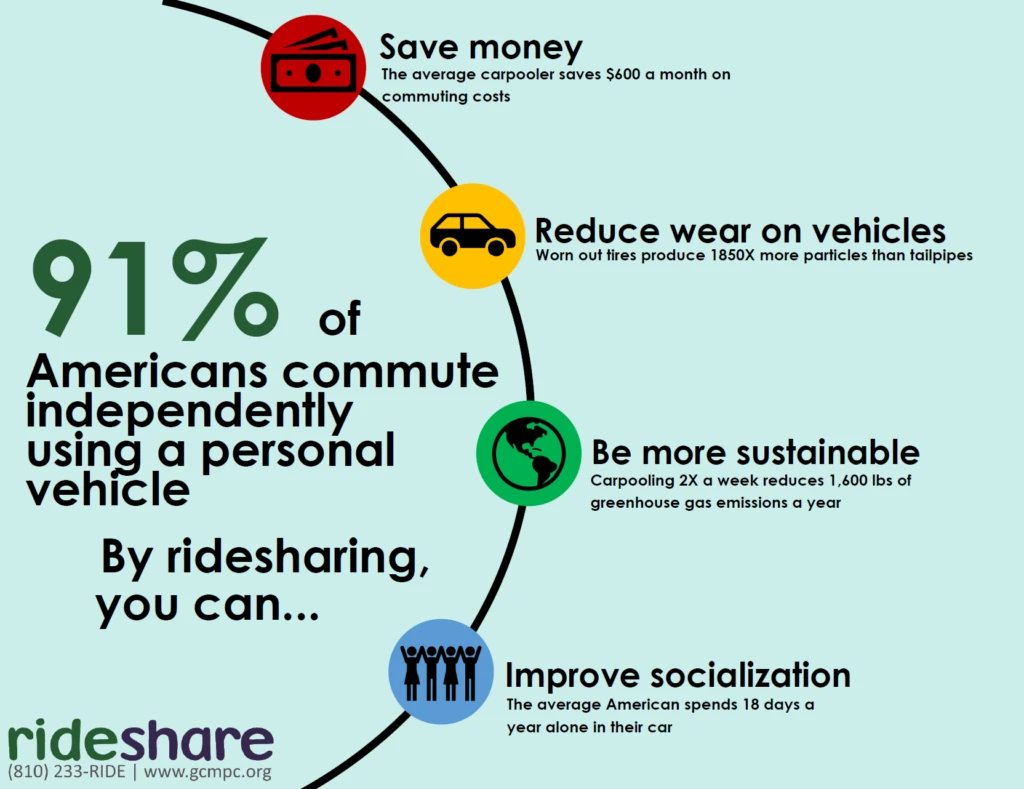 91% of
Americans commute
independently
using a personal
vehicle
By ridesharing,
you can...
Save money
The average carpooler saves $600 a month on
commuting costs
Reduce wear on vehicles
Worn out tires produce 1850X more particles than tailpipes
Be more sustainable
Carpooling 2X a week reduces 1,600 lbs of
greenhouse gas emissions a year
Improve socialization
The average American spends 18 days a
year alone in their car
rideshare
(810) 233-RIDE | www.gcmpc.org